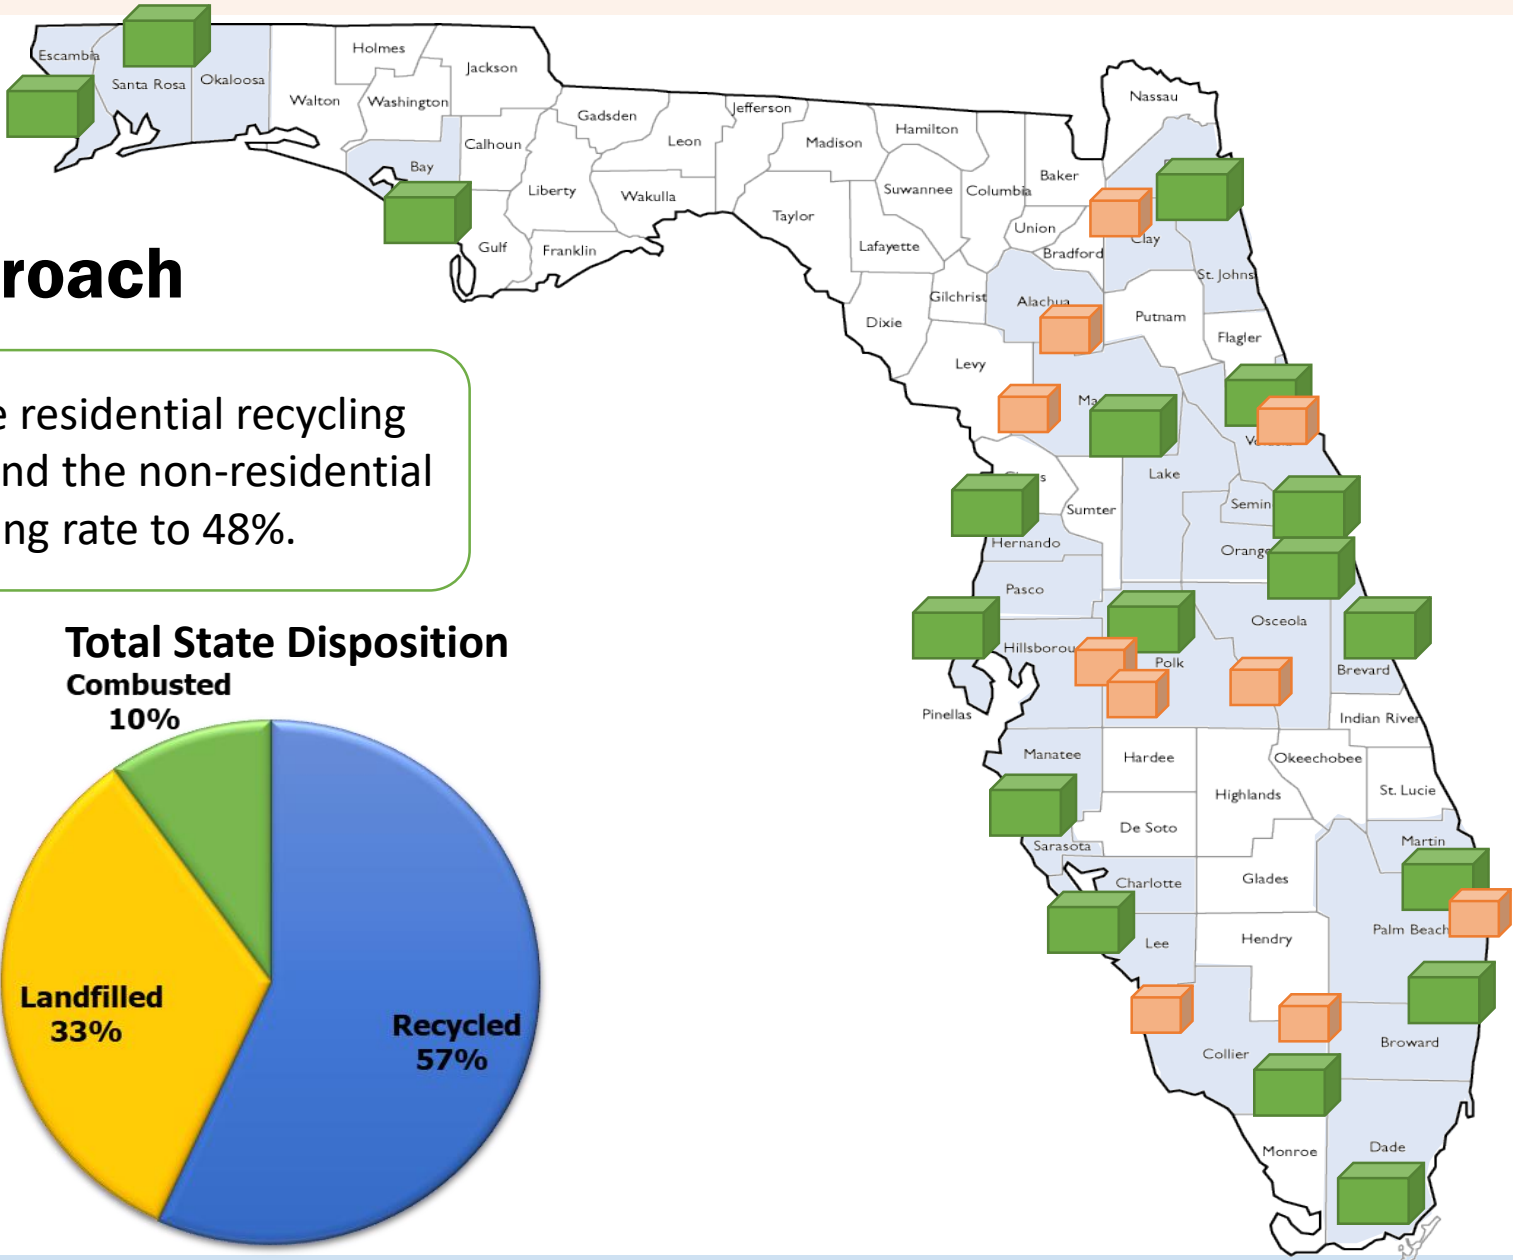 Escambia
Santa Rosa
Okaloosa
Holmes
Jackson
Walton
Washington
Bay
Calhoun
Gadsden
Leon
Jefferson
Madison
Hamilton
Liberty
Wakulla
Gulf
Franklin
Taylor
Suwannee
Columbia
Lafayette
Nassau
Baker
Union
Bradford
Clay
St. Johns
Gilchrist
Alachua
Dixie
Putnam
Flagler
Levy
Ma
Lake
Sumter
Semin
Hernando
Orange
Pasco
Osceola
Hillsborou
Polk
Brevard
Pinellas
Indian River
Manatee
Hardee
Okeechobee
Highlands
St. Lucie
De Soto
Sarasota
Martin
Charlotte
Glades
Palm Beach
Lee
Hendry
Collier
Broward
Monroe
Dade
roach
e residential recycling
nd the non-residential
ng rate to 48%.
Total State Disposition
Combusted
10%
Landfilled
33%
Recycled
57%